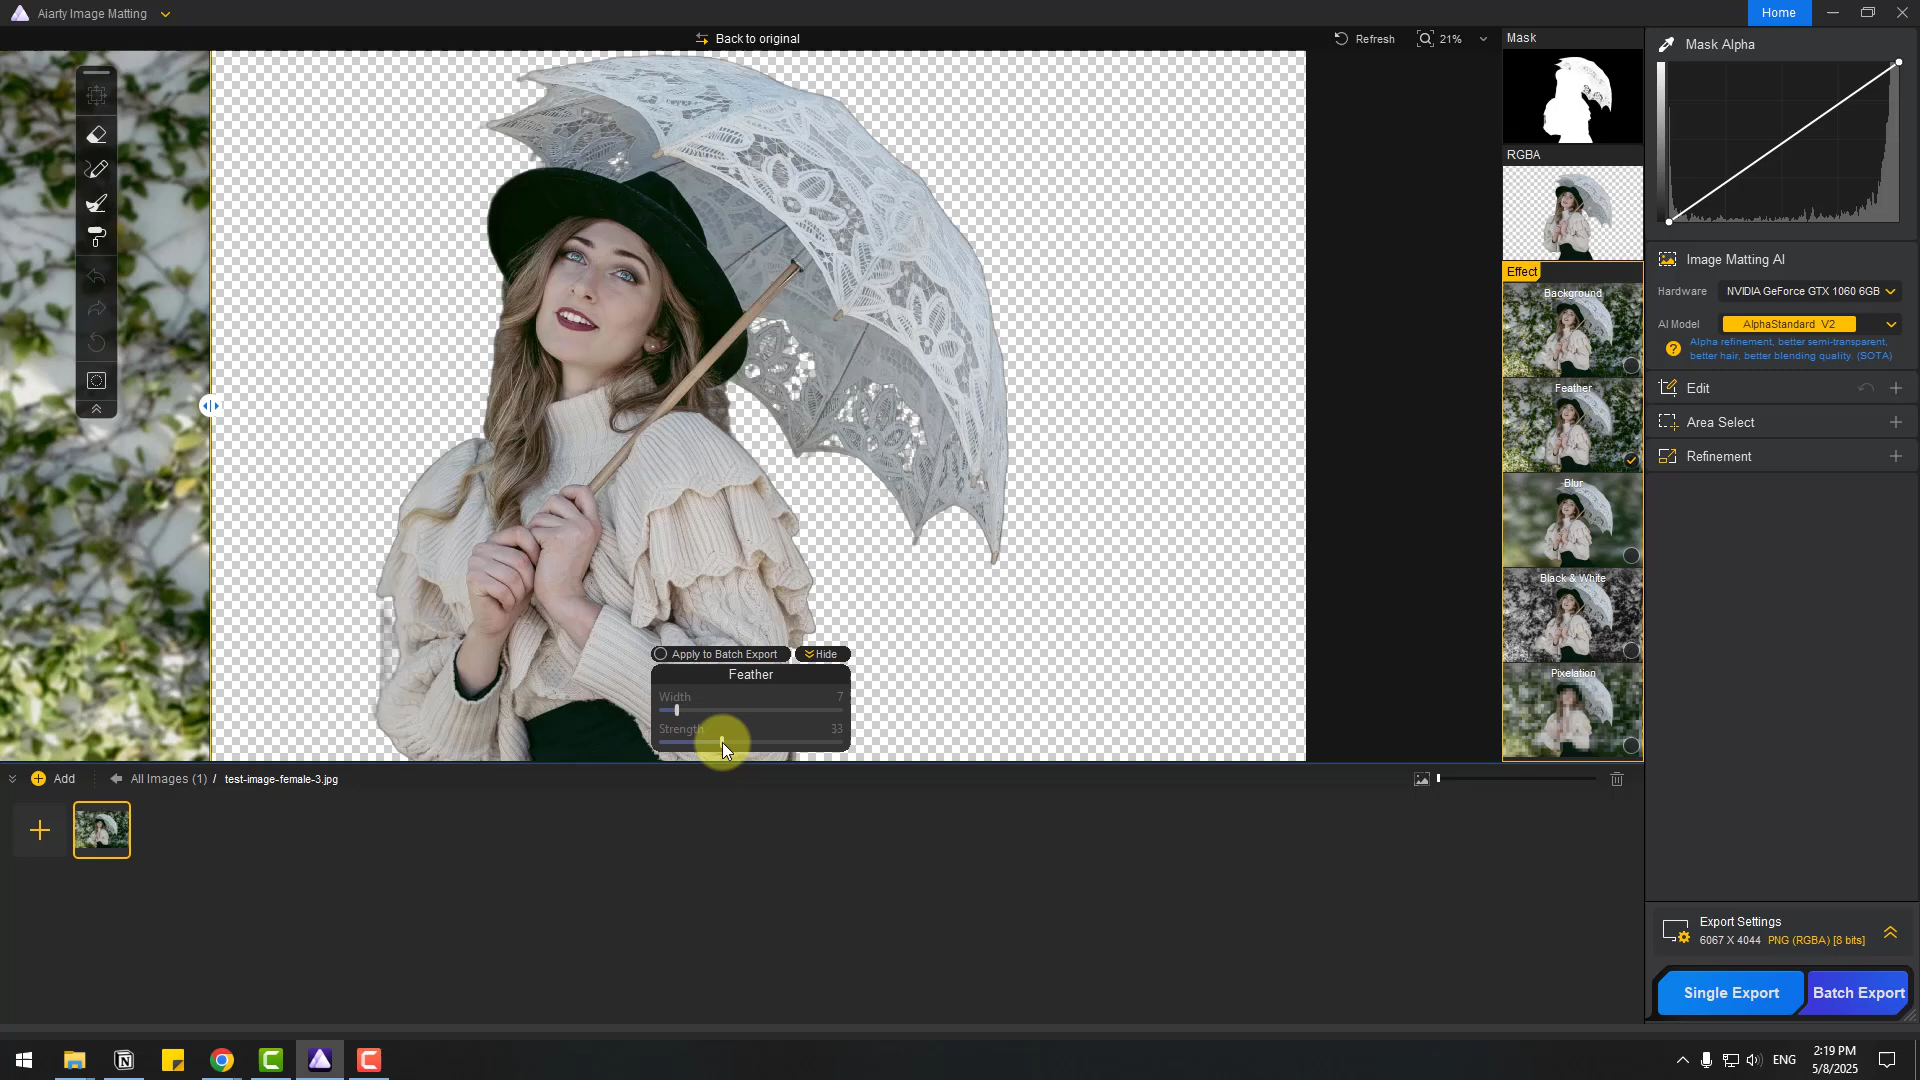 Aiarty Image Matting
Home
Back to original
Refresh
21%
Mask
RGBA
Effect
Background
Feather
Blur
Black & White
Pixelation
Mask Alpha
Image Matting AI
Hardware
NVIDIA GeForce GTX 1060 6GB
AI Model
AlphaStandard V2
?
Alpha refinement, better semi-transparent,
better hair, better blending quality (SOTA)
Edit
Area Select
Refinement
Apply to Batch Export
Hide
Feather
Width 7
Strength 33
Add
All Images (1) / test-image-female-3.jpg
Export Settings
6067 X 4044 PNG (RGBA) [8 bits]
Single Export
Batch Export
ENG
2:19 PM
5/8/2025